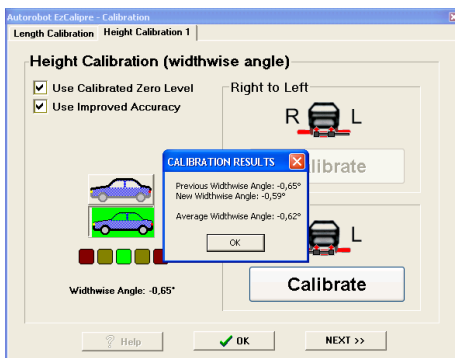 Autorobot EzCalipre - Calibration
Length Calibration Height Calibration 1
Height Calibration (widthwise angle)
Use Calibrated Zero Level
Use Improved Accuracy
Right to Left
R L
librate
CALIBRATION RESULTS
Previous Widthwise Angle: -0,65°
New Widthwise Angle: -0,59°
Average Widthwise Angle: -0,62°
OK
L
Calibrate
Widthwise Angle: -0,65°
? Help
OK
NEXT >>